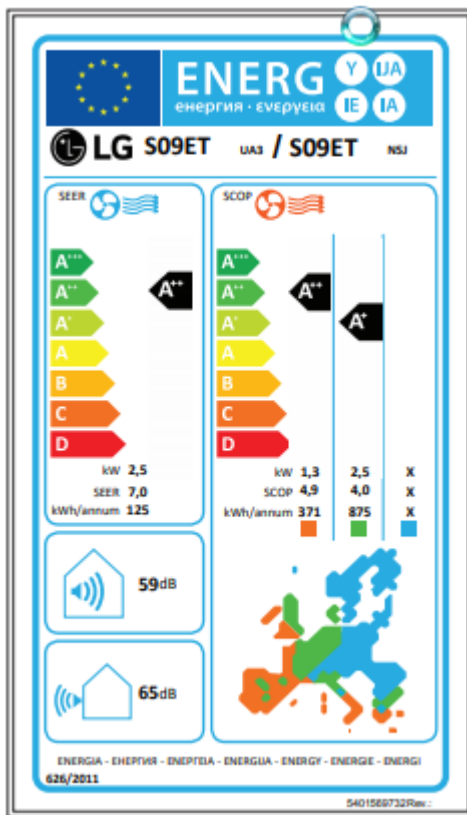 ENERG Y IJA
енергия · ενεργεια IE IA
LG S09ET UA3 / S09ET NSJ
SEER
A+++
A++
A+
A
B
C
D
A++
kW 2,5
SEER 7,0
kWh/annum 125
SCOP
A+++
A++
A+
A
B
C
D
A++
A+
kW 1,3 2,5 X
SCOP 4,9 4,0 X
kWh/annum 371 875 X
59dB
65dB
ENERGIA - ЕНЕРГИЯ - ΕΝΕΡΓΕΙΑ - ENERGIJA - ENERGY - ENERGIE - ENERGI
626/2011
5401569732Rev.: